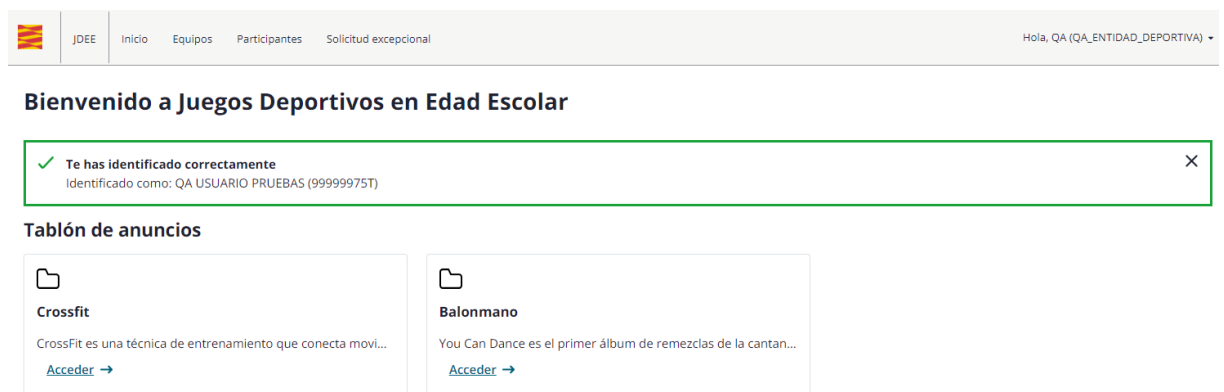 JDEE Inicio Equipos Participantes Solicitud excepcional Hola, QA (QA_ENTIDAD_DEPORTIVA)
Bienvenido a Juegos Deportivos en Edad Escolar
Te has identificado correctamente
Identificado como: QA USUARIO PRUEBAS (99999975T)
Tablón de anuncios
Crossfit
CrossFit es una técnica de entrenamiento que conecta movi...
Acceder →
Balonmano
You Can Dance es el primer álbum de remezclas de la cantan...
Acceder →